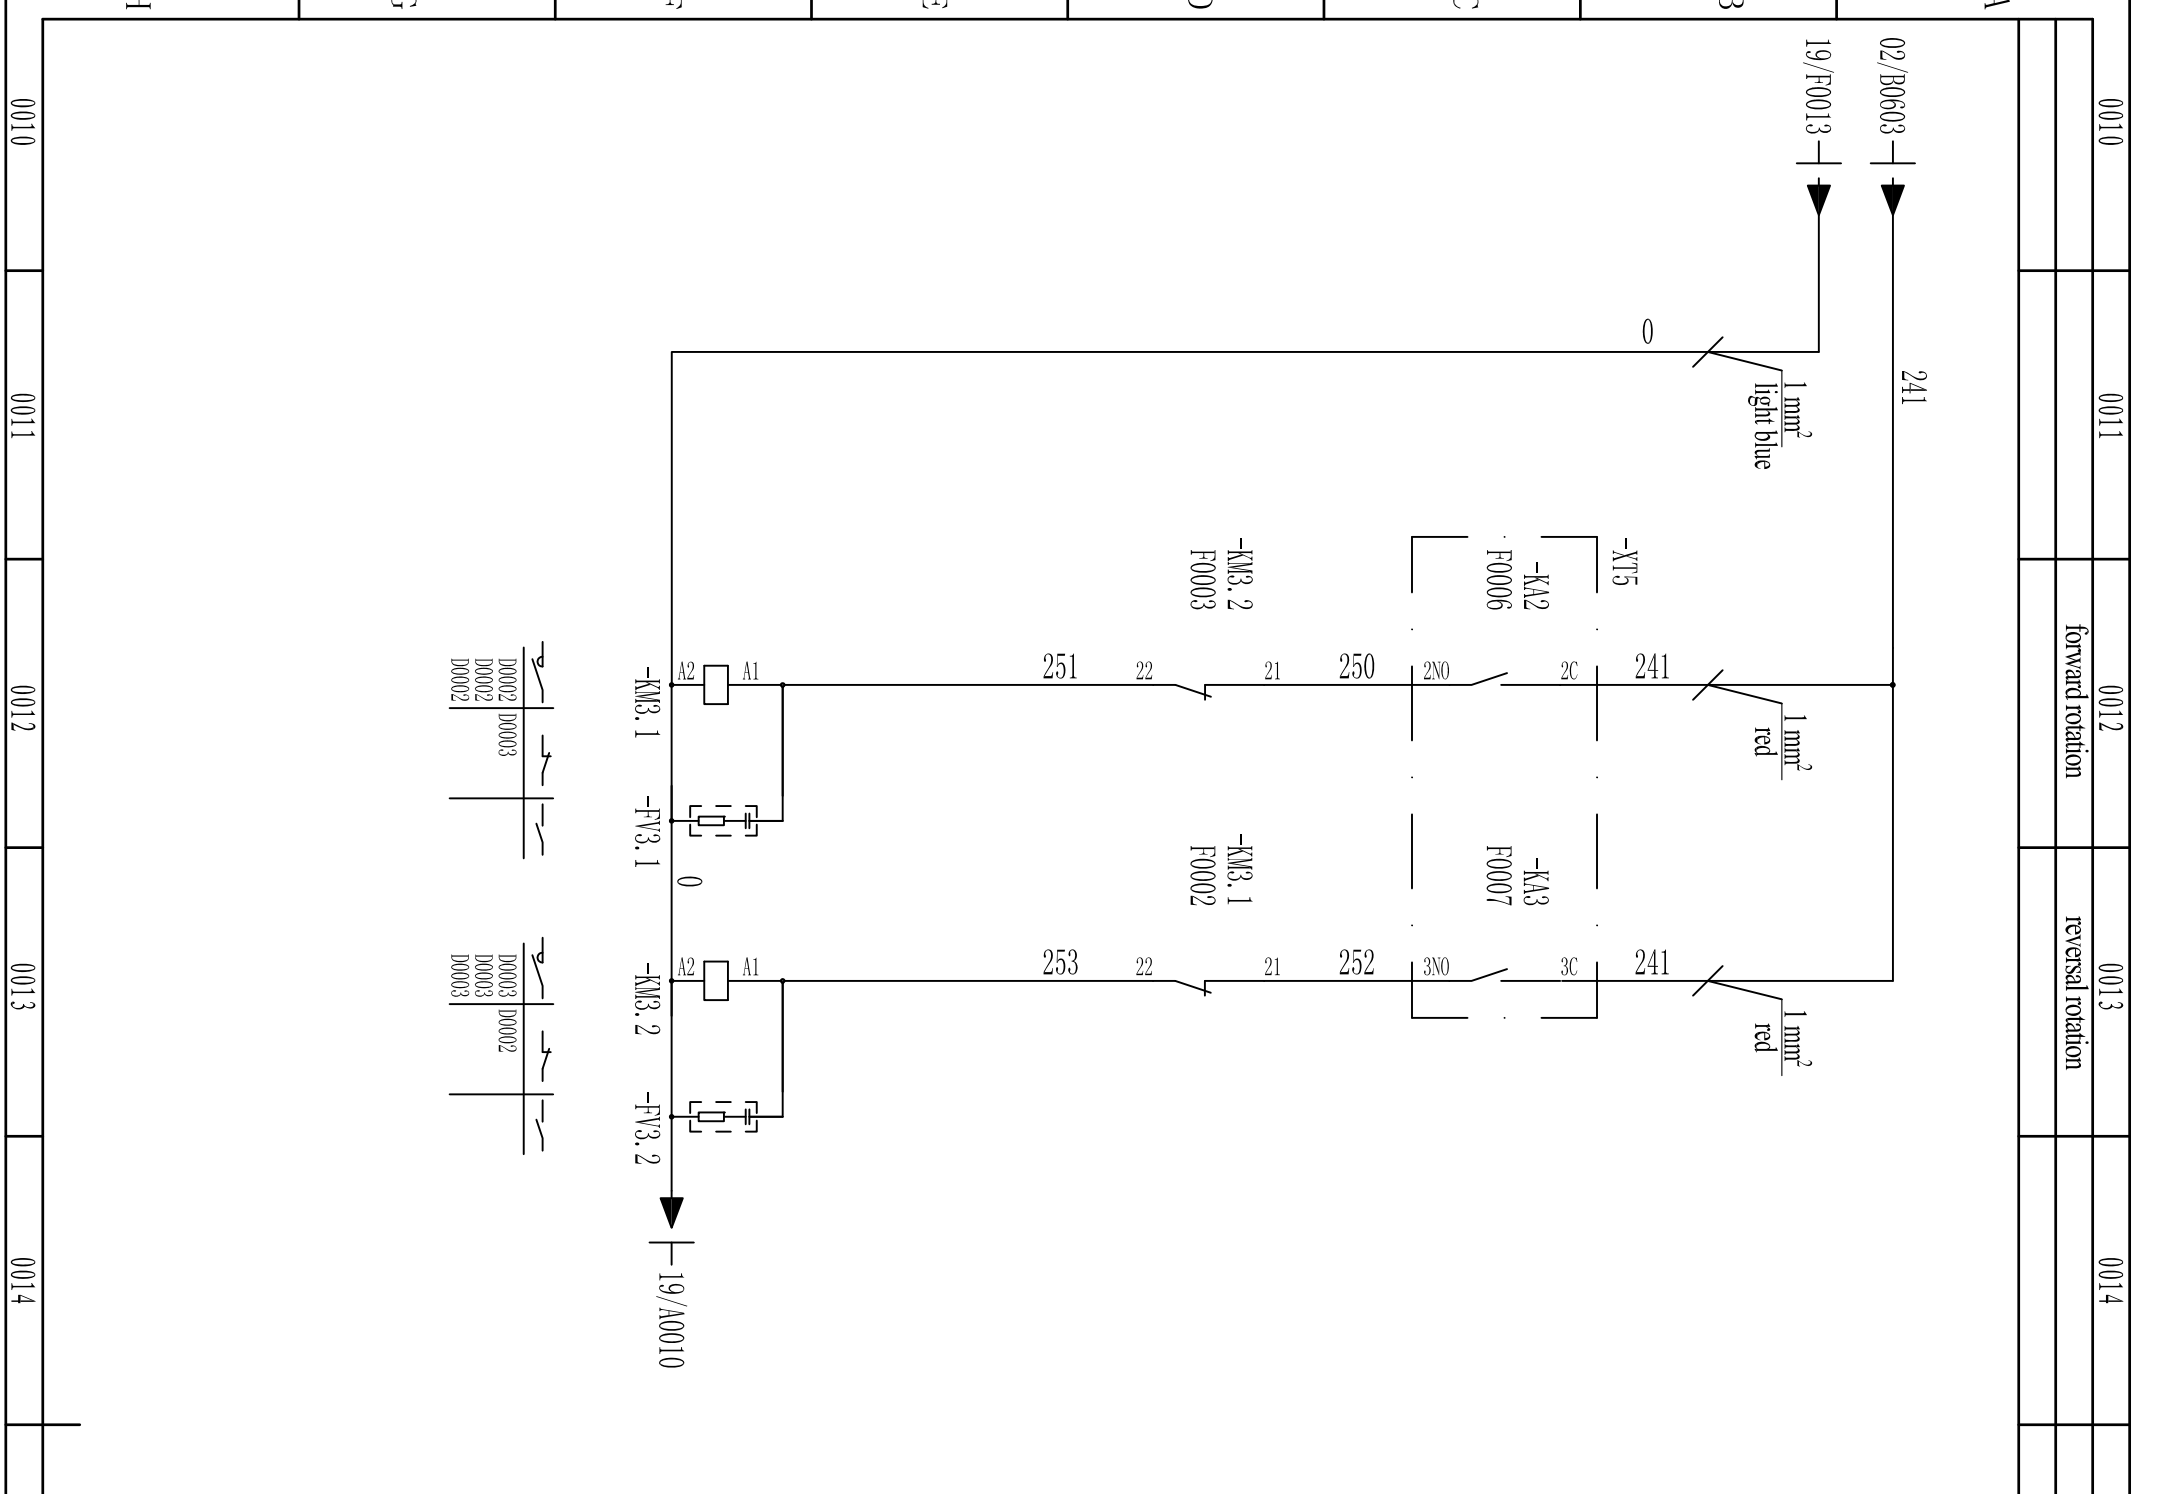 0010
0011
0012
0013
0014
forward rotation
reversal rotation
A
B
C
D
E
F
G
H
02/B0603
241
19/F0013
0
1 mm²
light blue
1 mm²
red
1 mm²
red
241
241
-XT5
-KA2
F0006
2C
2NO
-KA3
F0007
3C
3NO
250
252
-KM3.2
F0003
21
22
-KM3.1
F0002
21
22
251
253
A1
A2
-KM3.1
-FV3.1
0
A1
A2
-KM3.2
-FV3.2
19/A0010
D0002 D0003
D0002
D0002
D0003 D0002
D0003
D0003
0010
0011
0012
0013
0014